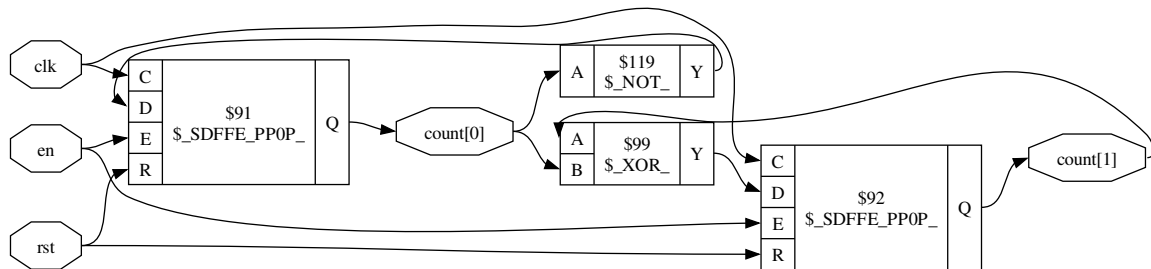 clk
en
rst
C
D
E
R
$91
$_SDFFE_PP0P_
Q
count[0]
A
$119
$_NOT_
Y
A
B
$99
$_XOR_
Y
C
D
E
R
$92
$_SDFFE_PP0P_
Q
count[1]